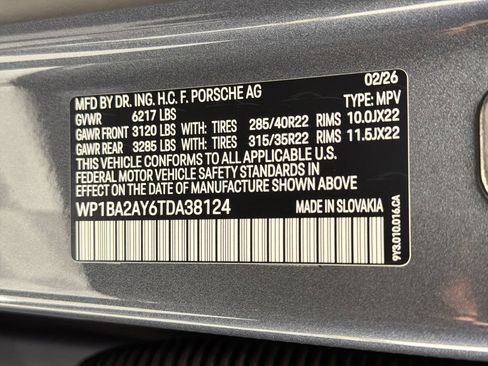 MFD BY DR. ING. H.C. F. PORSCHE AG 02/26
GVWR 6217 LBS TYPE: MPV
GAWR FRONT 3120 LBS WITH TIRES 285/40R22 RIMS 10.0JX22
GAWR REAR 3285 LBS WITH TIRES 315/35R22 RIMS 11.5JX22
THIS VEHICLE CONFORMS TO ALL APPLICABLE U.S.
FEDERAL MOTOR VEHICLE SAFETY STANDARDS IN
EFFECT ON THE DATE OF MANUFACTURE SHOWN ABOVE
WP1BA2AY6TDA38124 MADE IN SLOVAKIA
9Y3.010.016.CA